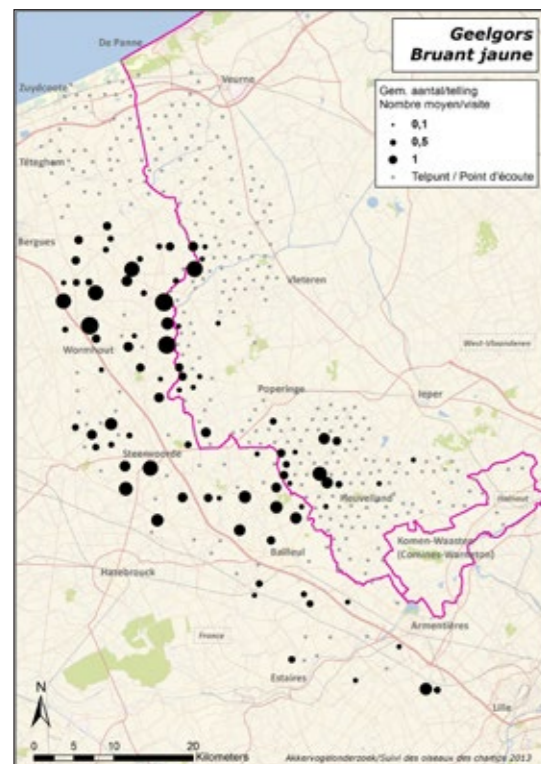 Geelgors
Bruant jaune
Gem. aantal/telling
Nombre moyen/visite
0,1
0,5
1
Telpunt / Point d'écoute
De Panne
Zuydcoote
Veurne
Téteghem
Bergues
Vleteren
West-Vlaanderen
Wormhout
Ieper
Poperinge
Steenvoorde
Heuvelland
Komen-Waasten
(Comines-Warneton)
Bailleul
Hazebrouck
Armentières
France
Estaires
Lille
N
0 5 10 20
Kilometers
Akkervogelonderzoek/Suivi des oiseaux des champs 2013